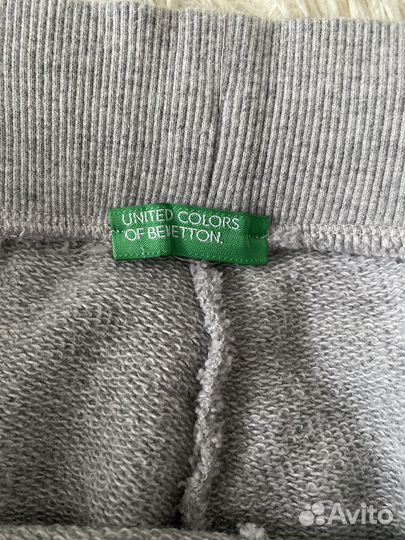 UNITED COLORS
OF BENETTON.
Avito